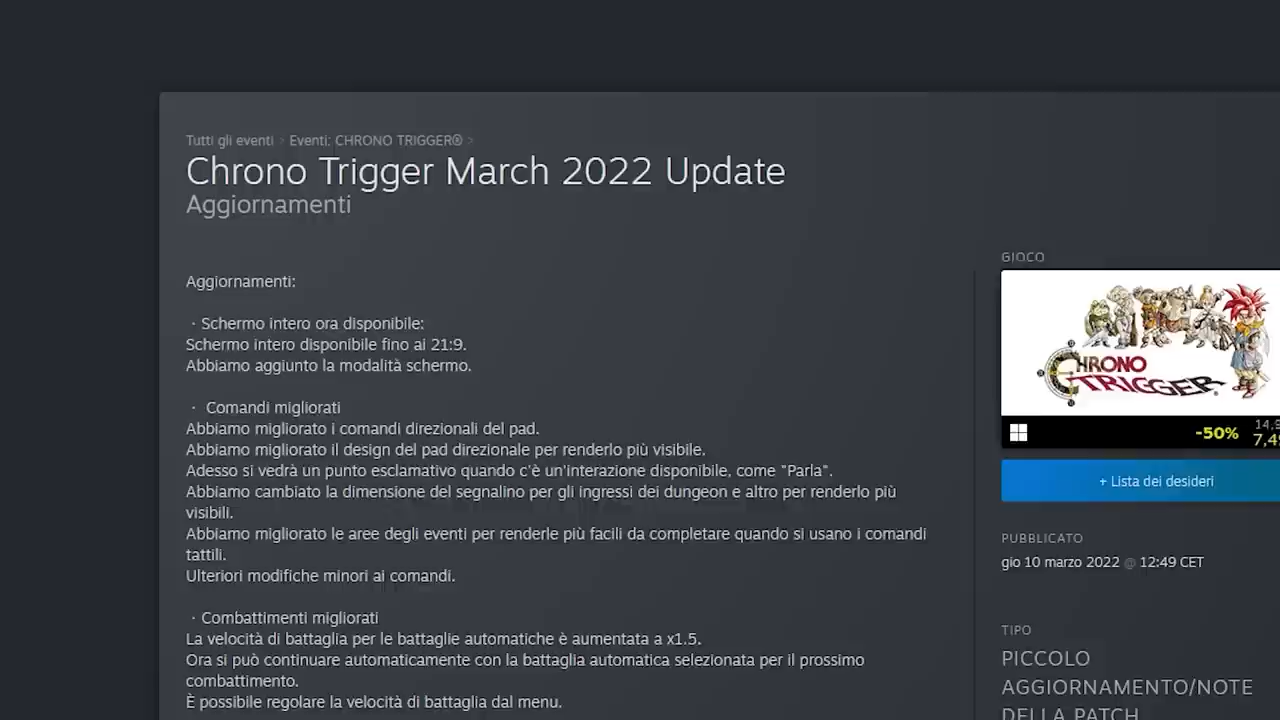 Tutti gli eventi > Eventi: CHRONO TRIGGER® >
Chrono Trigger March 2022 Update
Aggiornamenti
Aggiornamenti:
· Schermo intero ora disponibile:
Schermo intero disponibile fino ai 21:9.
Abbiamo aggiunto la modalità schermo.
· Comandi migliorati
Abbiamo migliorato i comandi direzionali del pad.
Abbiamo migliorato il design del pad direzionale per renderlo più visibile.
Adesso si vedrà un punto esclamativo quando c'è un'interazione disponibile, come "Parla".
Abbiamo cambiato la dimensione del segnalino per gli ingressi dei dungeon e altro per renderlo più
visibili.
Abbiamo migliorato le aree degli eventi per renderle più facili da completare quando si usano i comandi
tattili.
Ulteriori modifiche minori ai comandi.
· Combattimenti migliorati
La velocità di battaglia per le battaglie automatiche è aumentata a x1.5.
Ora si può continuare automaticamente con la battaglia automatica selezionata per il prossimo
combattimento.
È possibile regolare la velocità di battaglia dal menu.
GIOCO
CHRONO
TRIGGER
-50%
14,9
7,4
+ Lista dei desideri
PUBBLICATO
gio 10 marzo 2022 @ 12:49 CET
TIPO
PICCOLO
AGGIORNAMENTO/NOTE
DELLA PATCH